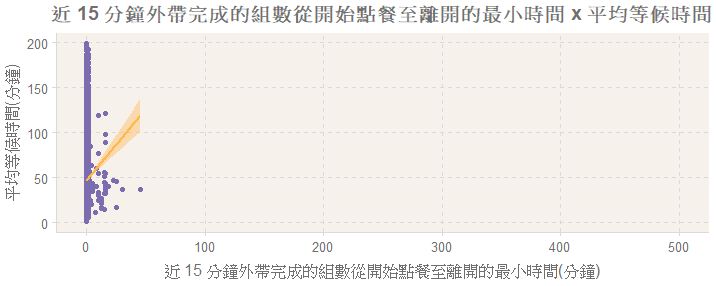 近 15 分鐘外帶完成的組數從開始點餐至離開的最小時間 x 平均等候時間
平均等候時間(分鐘)
200
150
100
50
0
0 100 200 300 400 500
近 15 分鐘外帶完成的組數從開始點餐至離開的最小時間(分鐘)